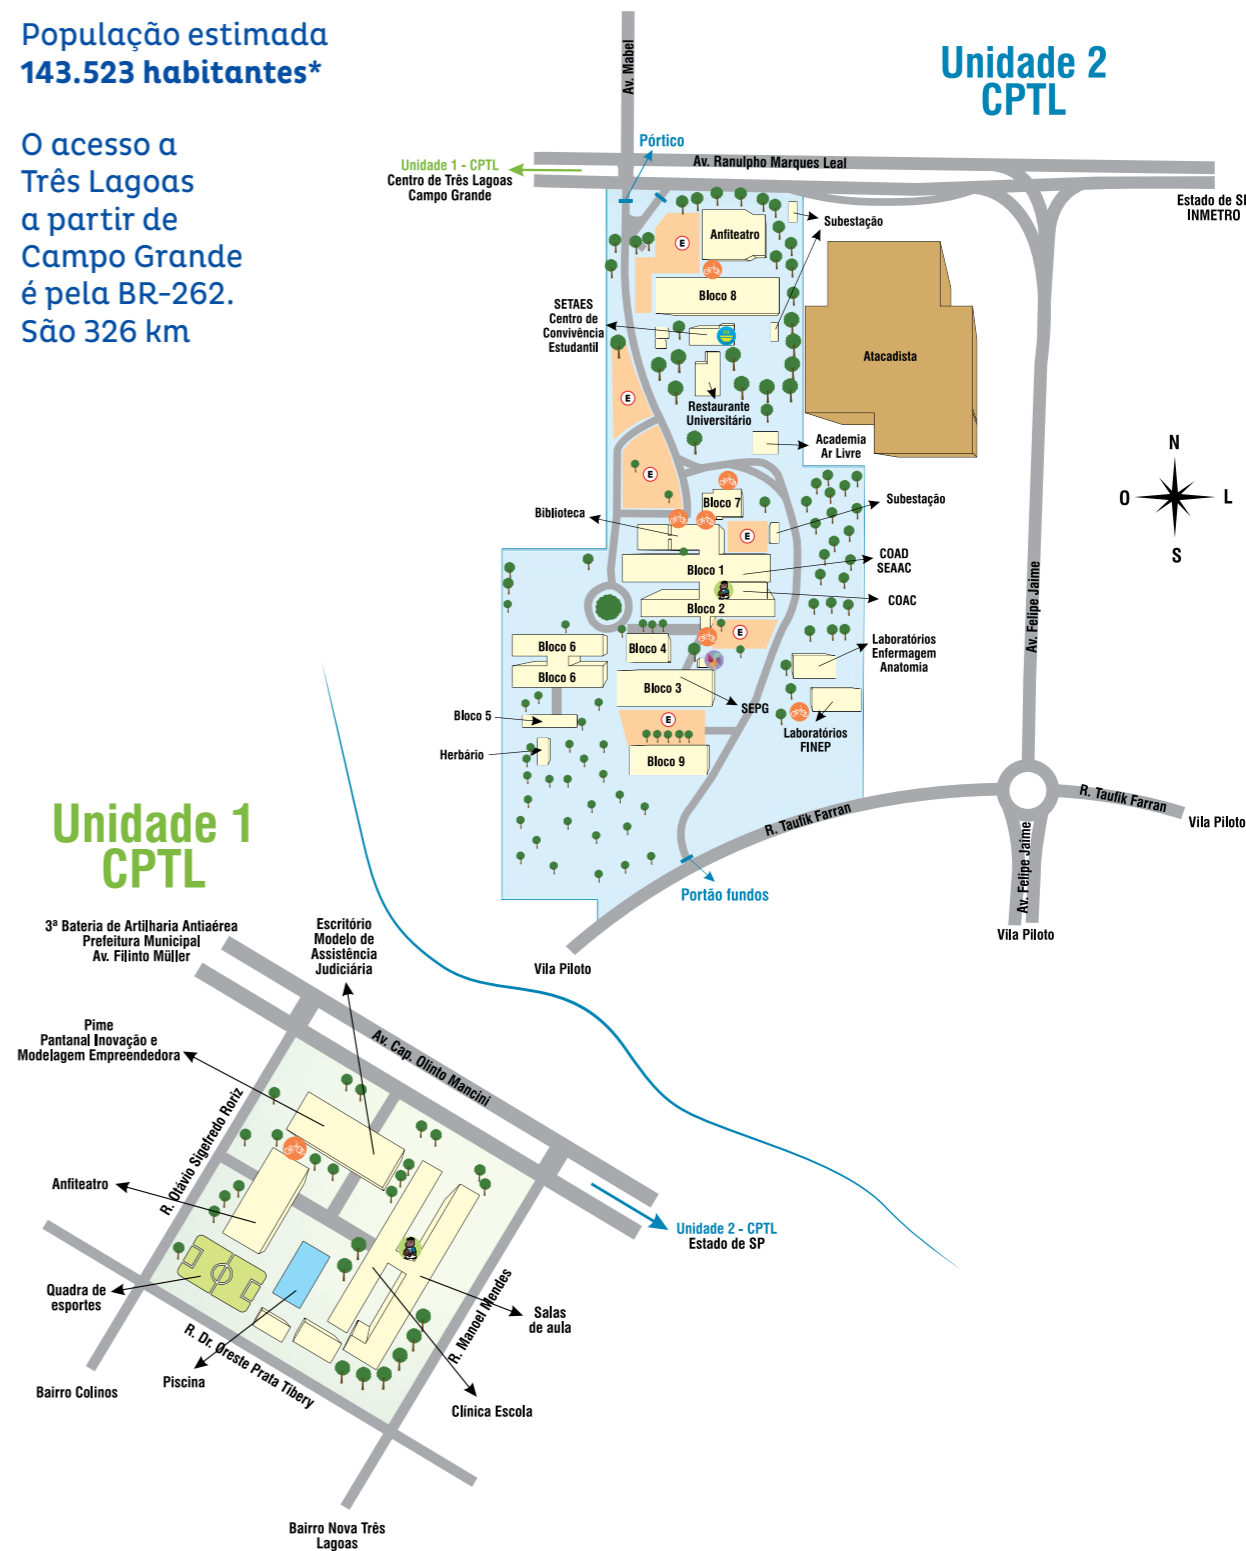 População estimada
143.523 habitantes*
O acesso a
Três Lagoas
a partir de
Campo Grande
é pela BR-262.
São 326 km
Unidade 2
CPTL
Av. Mabel
Pórtico
Av. Ranulpho Marques Leal
Unidade 1 - CPTL
Centro de Três Lagoas
Campo Grande
Estado de S
INMETRO
Subestação
Anfiteatro
E
Bloco 8
SETAES
Centro de
Convivência
Estudantil
Atacadista
E
Restaurante
Universitário
Academia
Ar Livre
N
O
L
S
E
Bloco 7
Subestação
Biblioteca
E
COAD
SEAAC
Bloco 1
COAC
Bloco 2
Av. Felipe Jaime
E
Bloco 6
Bloco 4
Laboratórios
Enfermagem
Anatomia
Bloco 6
Bloco 3
SEPG
Bloco 5
E
Laboratórios
FINEP
Herbário
Bloco 9
R. Taufik Farran
R. Taufik Farran
Vila Piloto
Av. Felipe Jaime
Portão fundos
Vila Piloto
Vila Piloto
Unidade 1
CPTL
3ª Bateria de Artilharia Antiaérea
Prefeitura Municipal
Av. Filinto Müller
Escritório
Modelo de
Assistência
Judiciária
Pime
Pantanal Inovação e
Modelagem Empreendedora
Av. Cap. Olinto Mancini
R. Otávio Sigefredo Roriz
Anfiteatro
Unidade 2 - CPTL
Estado de SP
Quadra de
esportes
R. Manoel Mendes
Salas
de aula
R. Dr. Oreste Prata Tibery
Piscina
Bairro Colinos
Clínica Escola
Bairro Nova Três
Lagoas